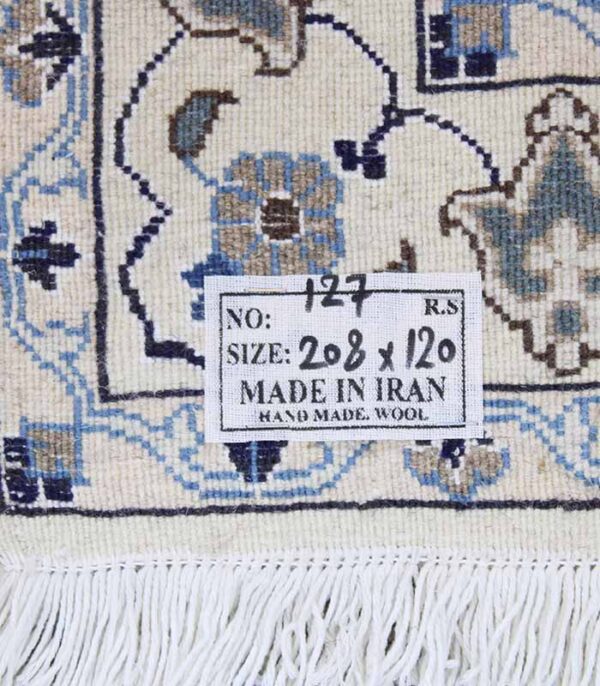 NO: 127 R.S
SIZE: 208 x 120
MADE IN IRAN
HAND MADE. WOOL